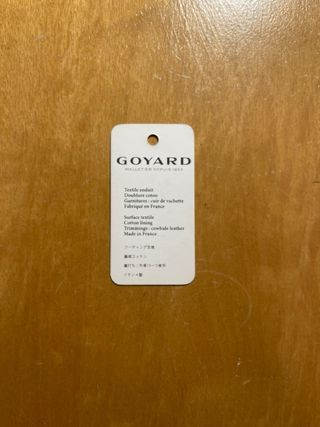 GOYARD
MALLETIER DEPUIS 1853
Textile enduit
Doublure coton
Garnitures : cuir de vachette
Fabriqué en France
Surface textile
Cotton lining
Trimmings : cowhide leather
Made in France
コーティング生地
裏地コットン
フランス製